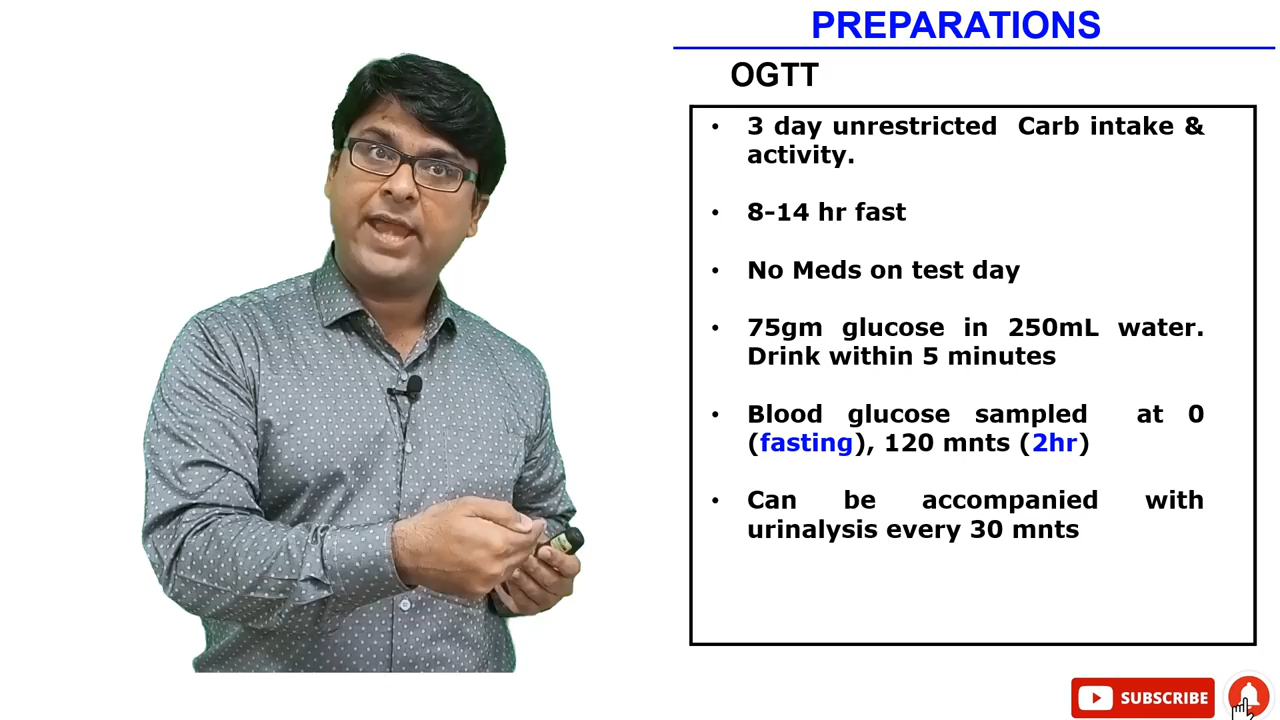 PREPARATIONS
OGTT
• 3 day unrestricted Carb intake &
activity.
• 8-14 hr fast
• No Meds on test day
• 75gm glucose in 250mL water.
Drink within 5 minutes
• Blood glucose sampled at 0
(fasting), 120 mnts (2hr)
• Can be accompanied with
urinalysis every 30 mnts
SUBSCRIBE